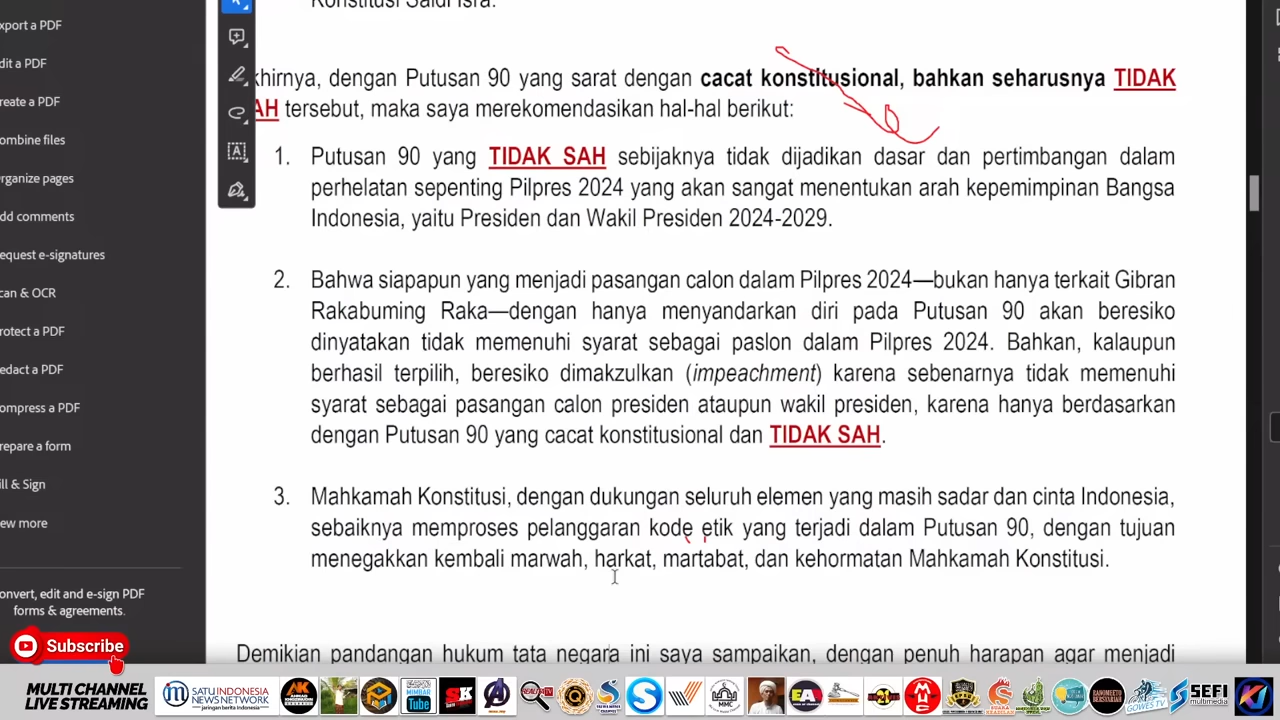 Konstitusi Saldi Isra.
xport a PDF
dit a PDF
reate a PDF
ombine files
rganize pages
dd comments
equest e-signatures
can & OCR
rotect a PDF
edact a PDF
ompress a PDF
repare a form
ill & Sign
iew more
onvert, edit and e-sign PDF
forms & agreements.
khirnya, dengan Putusan 90 yang sarat dengan cacat konstitusional, bahkan seharusnya TIDAK
AH tersebut, maka saya merekomendasikan hal-hal berikut:
1. Putusan 90 yang TIDAK SAH sebijaknya tidak dijadikan dasar dan pertimbangan dalam
perhelatan sepenting Pilpres 2024 yang akan sangat menentukan arah kepemimpinan Bangsa
Indonesia, yaitu Presiden dan Wakil Presiden 2024-2029.
2. Bahwa siapapun yang menjadi pasangan calon dalam Pilpres 2024—bukan hanya terkait Gibran
Rakabuming Raka—dengan hanya menyandarkan diri pada Putusan 90 akan beresiko
dinyatakan tidak memenuhi syarat sebagai paslon dalam Pilpres 2024. Bahkan, kalaupun
berhasil terpilih, beresiko dimakzulkan (impeachment) karena sebenarnya tidak memenuhi
syarat sebagai pasangan calon presiden ataupun wakil presiden, karena hanya berdasarkan
dengan Putusan 90 yang cacat konstitusional dan TIDAK SAH.
3. Mahkamah Konstitusi, dengan dukungan seluruh elemen yang masih sadar dan cinta Indonesia,
sebaiknya memproses pelanggaran kode etik yang terjadi dalam Putusan 90, dengan tujuan
menegakkan kembali marwah, harkat, martabat, dan kehormatan Mahkamah Konstitusi.
Demikian pandangan hukum tata negara ini saya sampaikan, dengan penuh harapan agar menjadi
Subscribe
MULTI CHANNEL
LIVE STREAMING
SATU INDONESIA
NEWS NETWORK
jaringan berita indonesia
AK
MIMBAR
Tube
SK
MMC
EA
SEFI